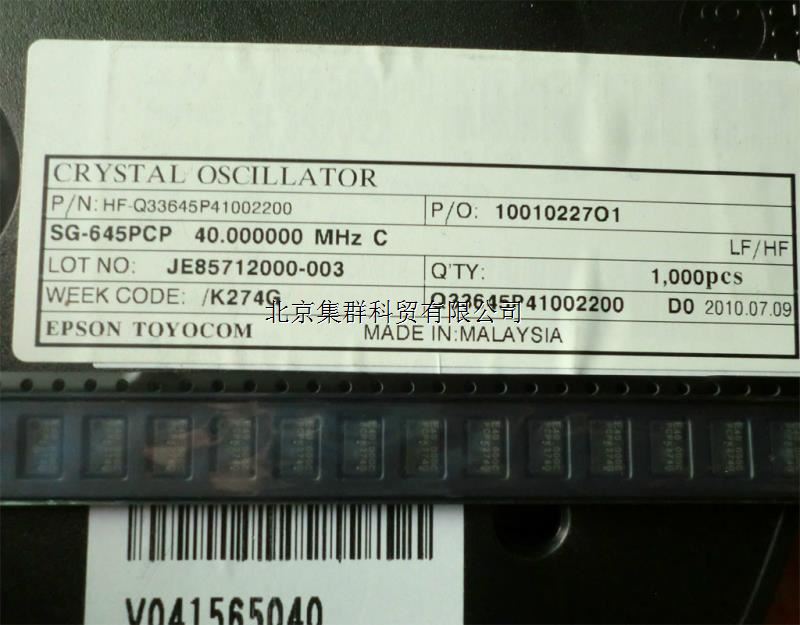 CRYSTAL OSCILLATOR
P/N: HF-Q33645P41002200 P/O: 1001022701
SG-645PCP 40.000000 MHz C LF/HF
LOT NO: JE85712000-003 Q'TY: 1,000pcs
WEEK CODE: /K274G Q33645P41002200 D0 2010.07.09
北京集群科贸有限公司
EPSON TOYOCOM MADE IN:MALAYSIA
V041565040